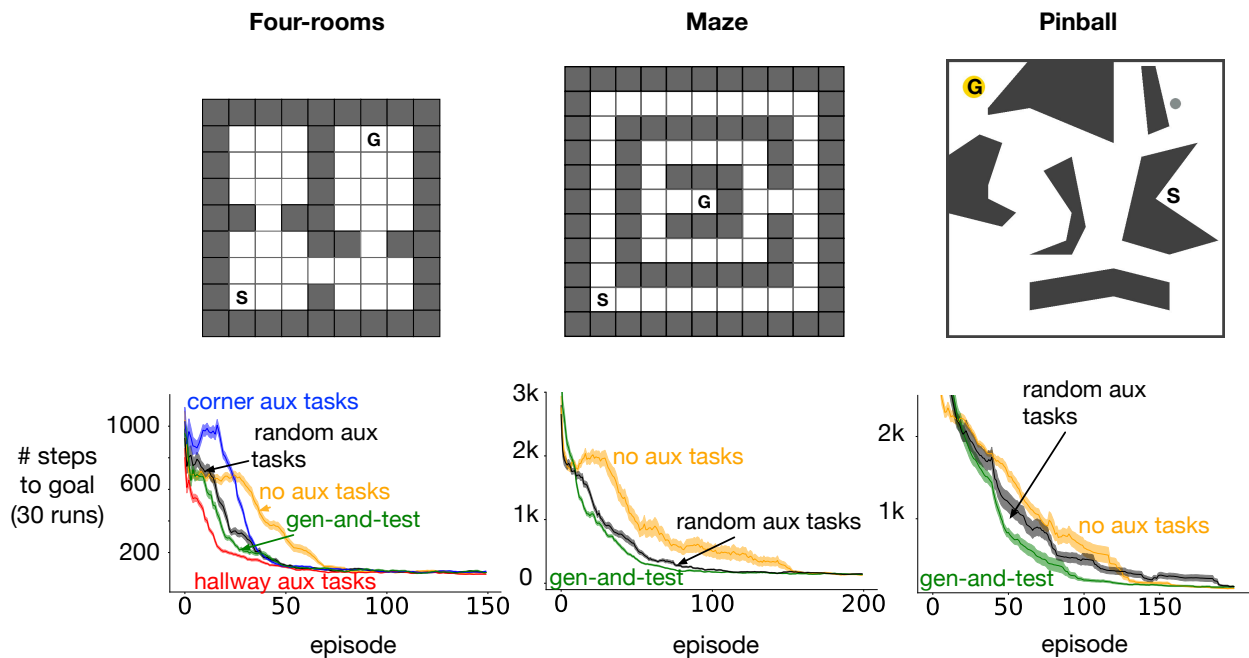 Four-rooms
Maze
Pinball
G
S
G
S
G
S
# steps
to goal
(30 runs)
1000
600
200
corner aux tasks
random aux
tasks
no aux tasks
gen-and-test
hallway aux tasks
0
50
100
150
episode
3k
2k
1k
0
no aux tasks
random aux tasks
gen-and-test
0
100
200
episode
2k
1k
random aux
tasks
no aux tasks
gen-and-test
0
50
100
150
episode